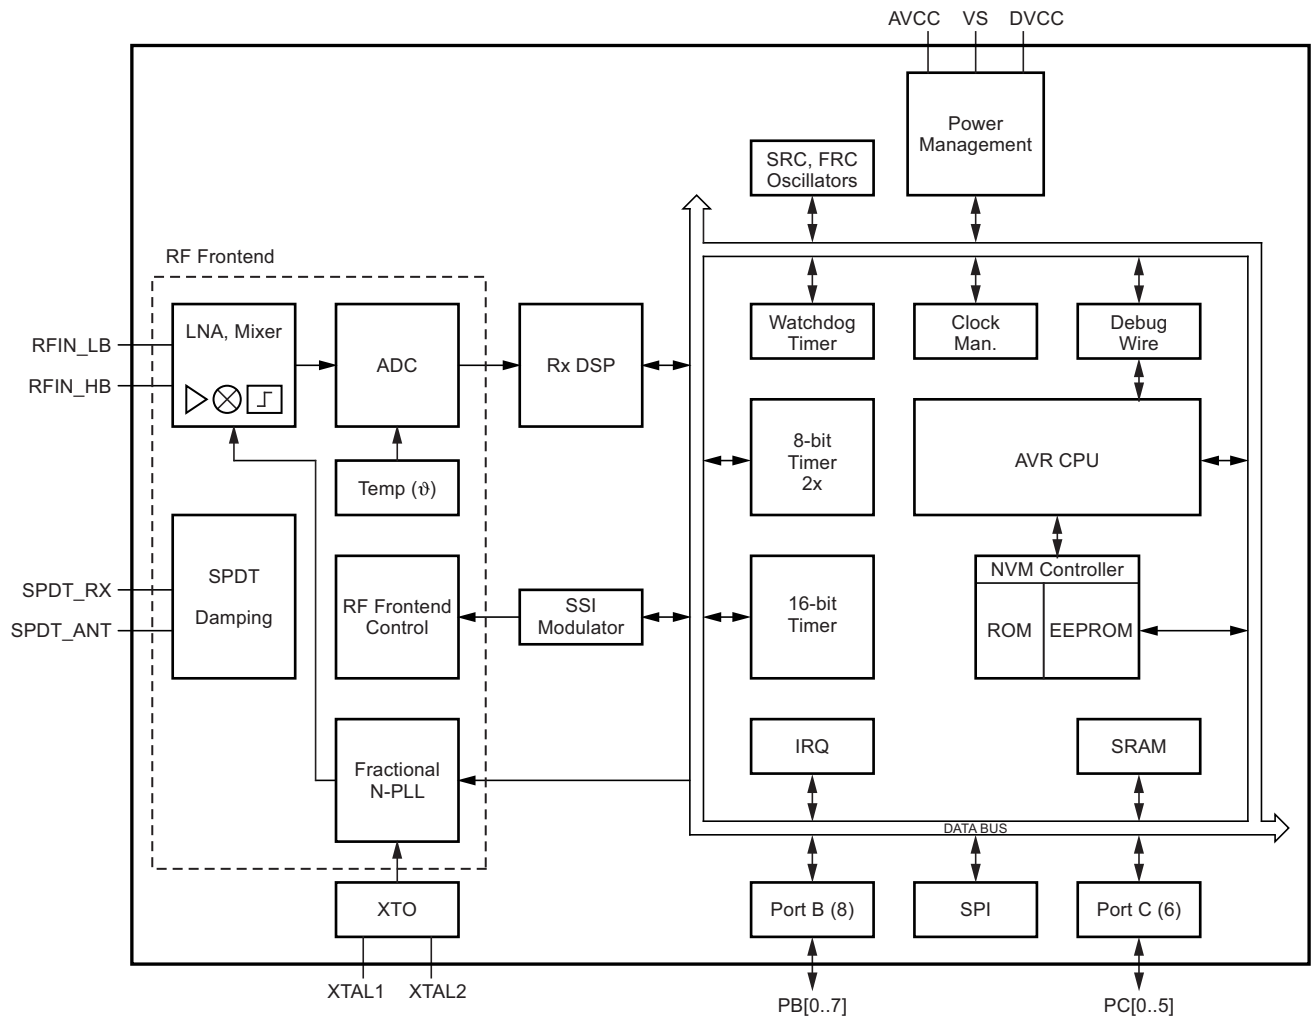 AVCC VS DVCC
Power
Management
SRC, FRC
Oscillators
RF Frontend
LNA, Mixer
ADC
Rx DSP
Watchdog
Timer
Clock
Man.
Debug
Wire
RFIN_LB
RFIN_HB
8-bit
Timer
2x
AVR CPU
Temp (ϑ)
SPDT
Damping
SPDT_RX
SPDT_ANT
RF Frontend
Control
SSI
Modulator
16-bit
Timer
NVM Controller
ROM
EEPROM
Fractional
N-PLL
IRQ
SRAM
DATA BUS
XTO
Port B (8)
SPI
Port C (6)
XTAL1 XTAL2
PB[0..7]
PC[0..5]